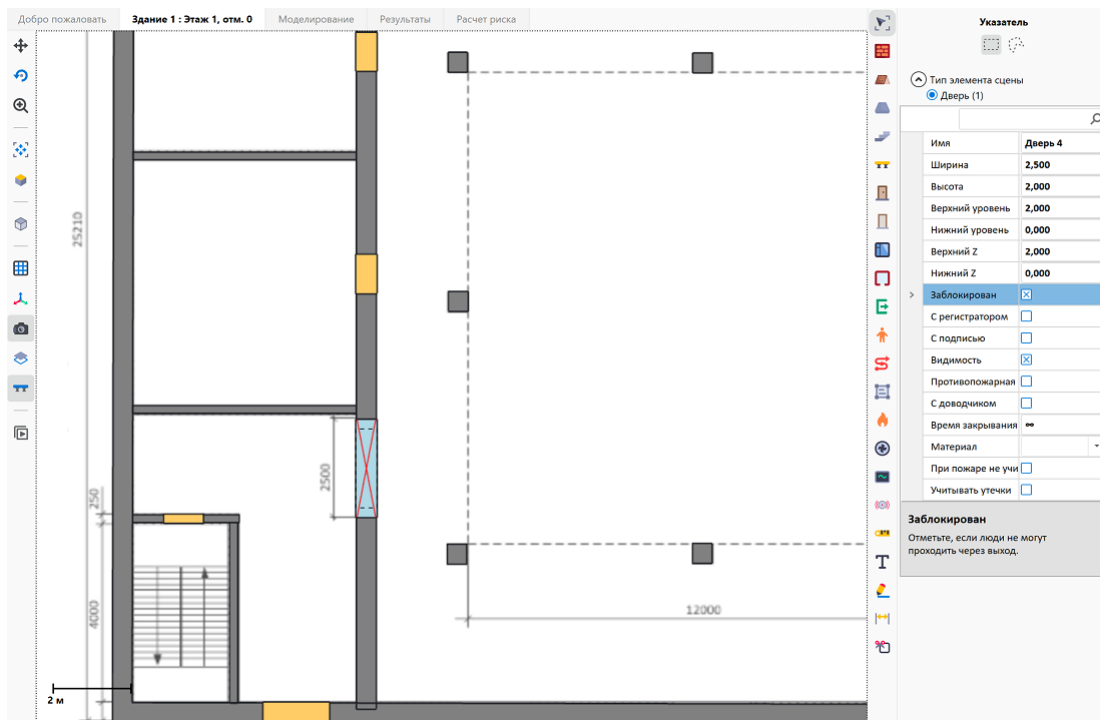 Добро пожаловать
Здание 1 : Этаж 1, отм. 0
Моделирование
Результаты
Расчет риска
25210
2500
250
4000
12000
2 м
Указатель
Тип элемента сцены
Дверь (1)
Имя Дверь 4
Ширина 2,500
Высота 2,000
Верхний уровень 2,000
Нижний уровень 0,000
Верхний Z 2,000
Нижний Z 0,000
Заблокирован
С регистратором
С подписью
Видимость
Противопожарная
С доводчиком
Время закрывания ∞
Материал
При пожаре не учи
Учитывать утечки
Заблокирован
Отметьте, если люди не могут
проходить через выход.